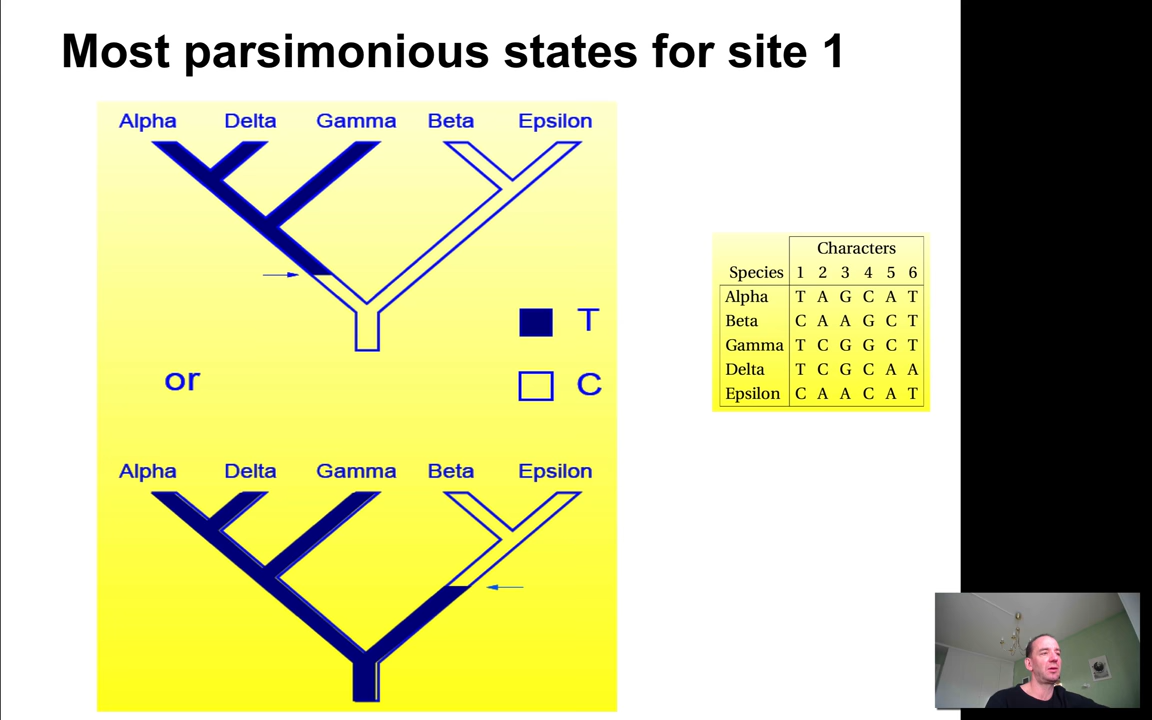 Most parsimonious states for site 1
Alpha Delta Gamma Beta Epsilon
T
or
C
Alpha Delta Gamma Beta Epsilon
Characters
Species 1 2 3 4 5 6
Alpha T A G C A T
Beta C A A G C T
Gamma T C G G C T
Delta T C G C A A
Epsilon C A A C A T